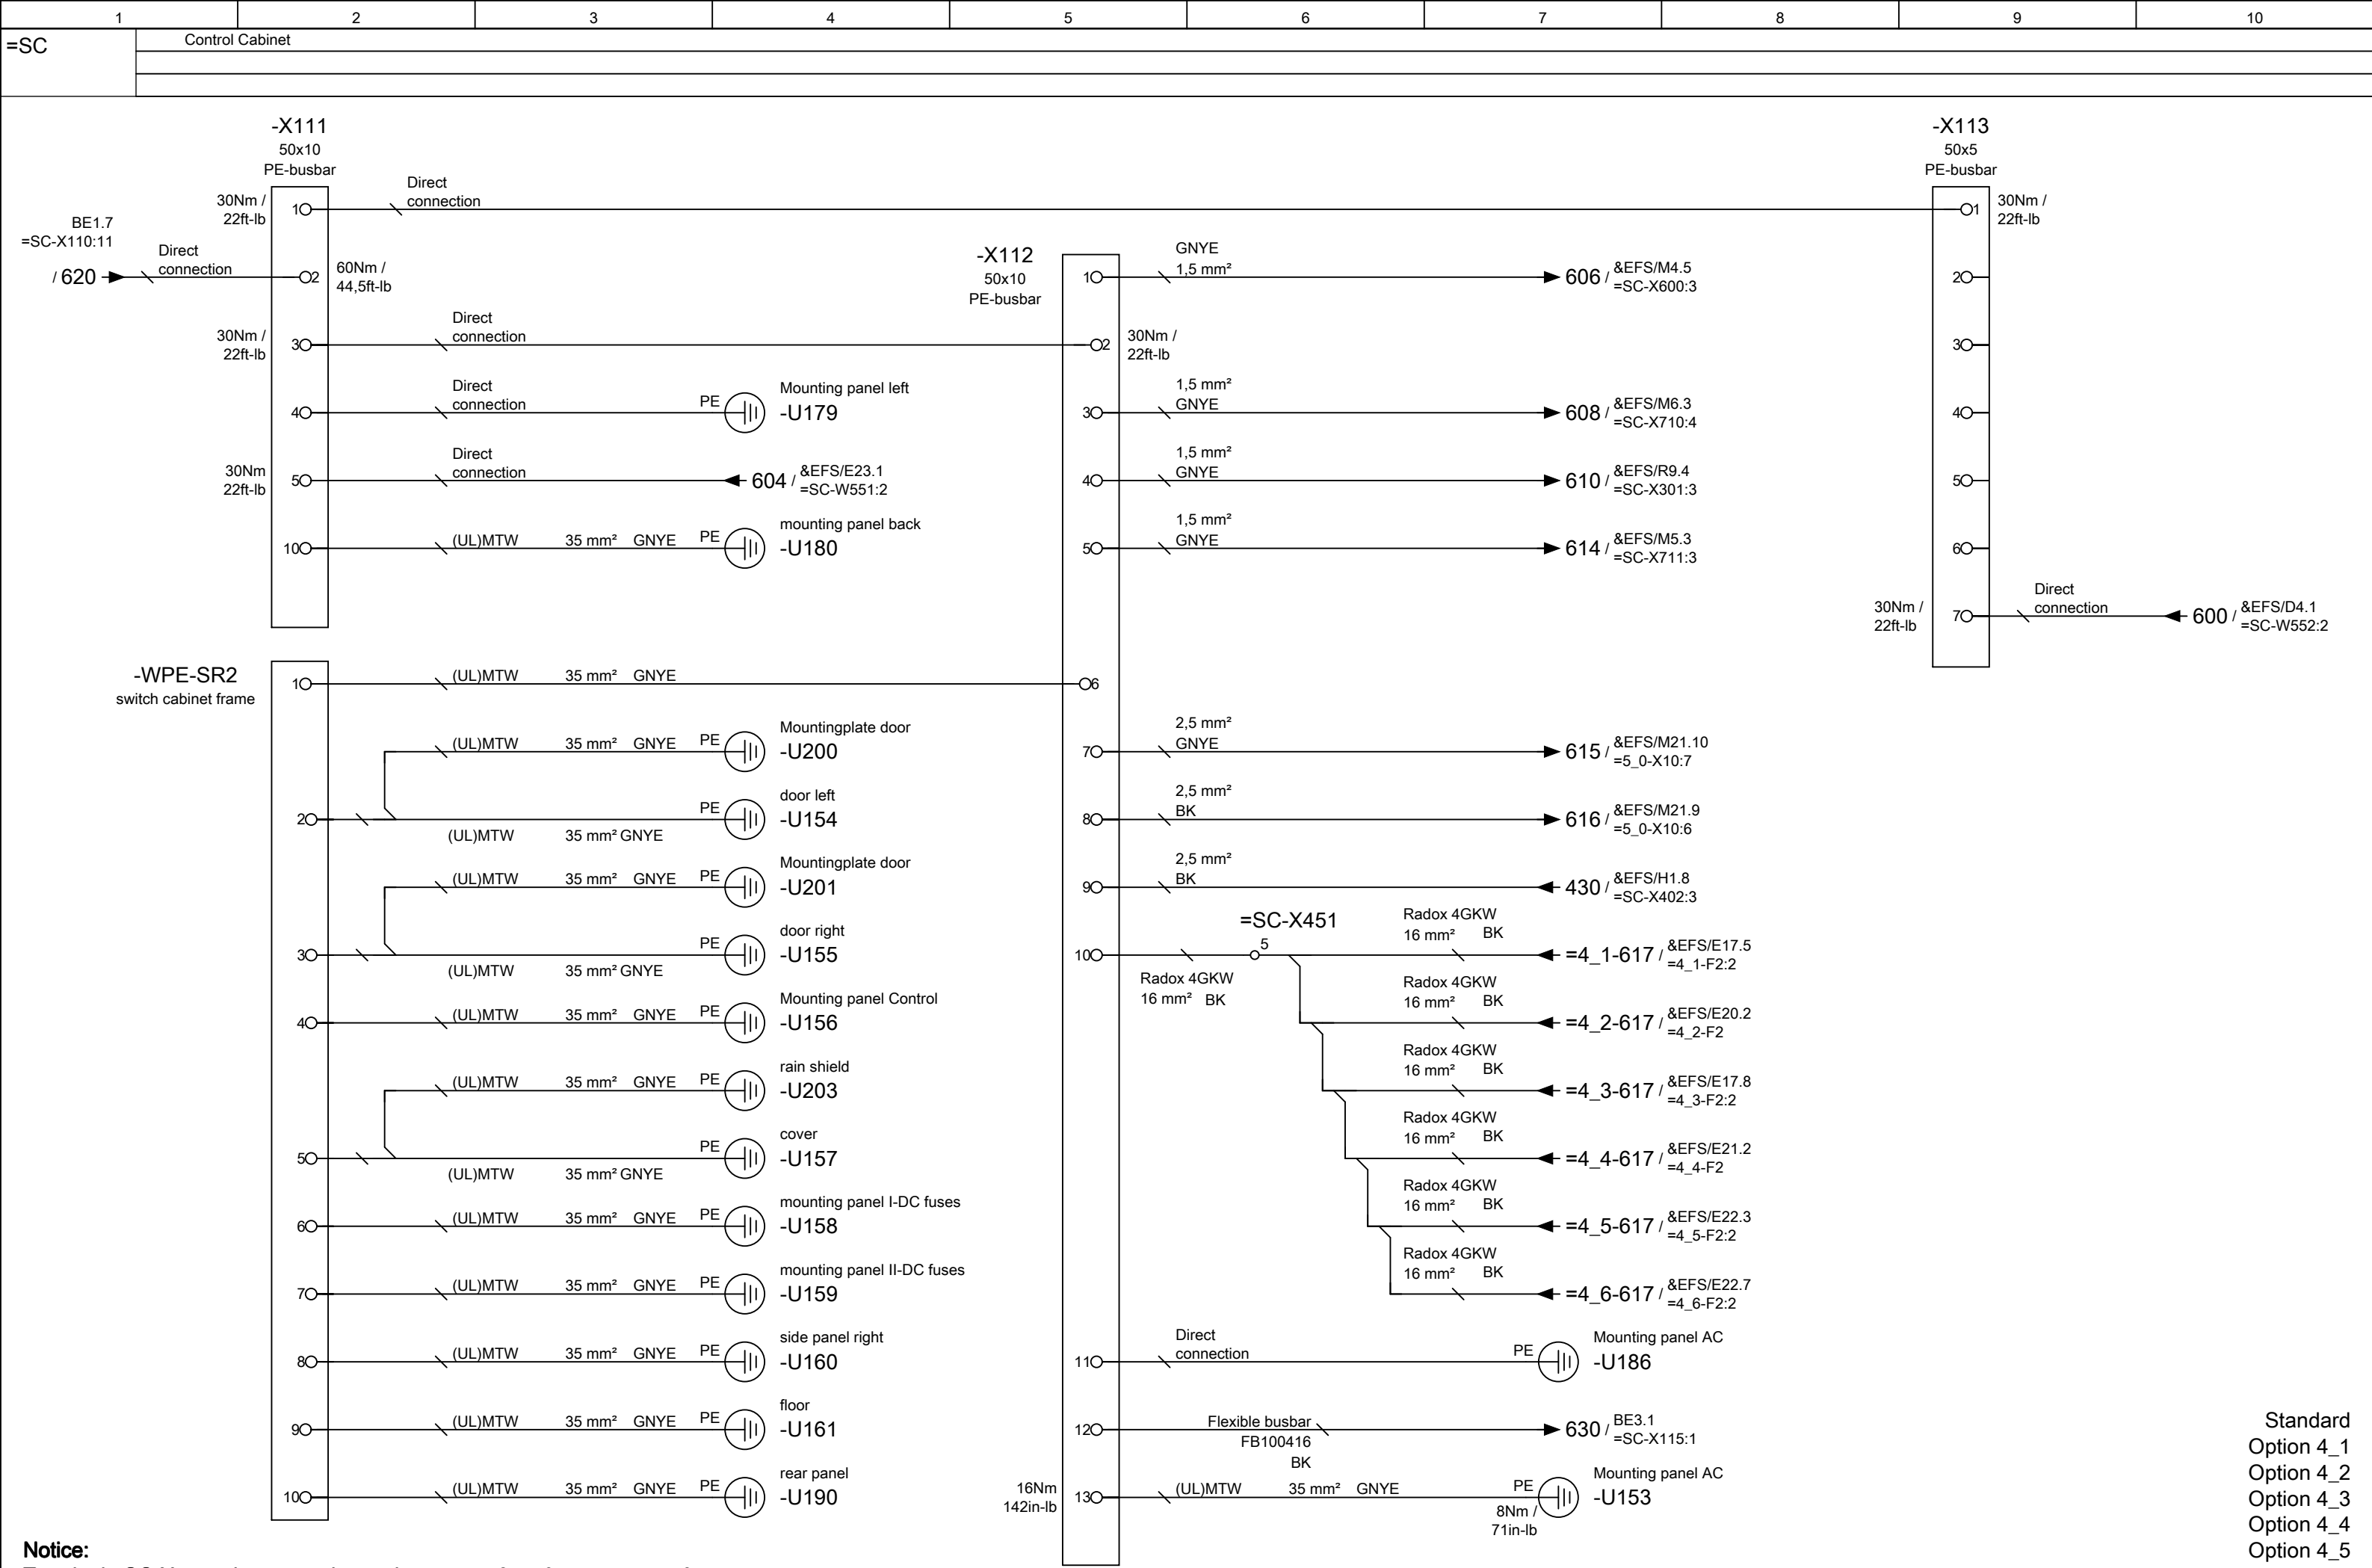 1 2 3 4 5 6 7 8 9 10
=SC
Control Cabinet
-X111
50x10
PE-busbar
30Nm /
22ft-lb
1
Direct
connection
BE1.7
=SC-X110:11
/ 620
Direct
connection
2
60Nm /
44,5ft-lb
30Nm /
22ft-lb
3
Direct
connection
4
Direct
connection
PE
Mounting panel left
-U179
30Nm
22ft-lb
5
Direct
connection
604 /
&EFS/E23.1
=SC-W551:2
10
(UL)MTW 35 mm² GNYE PE
mounting panel back
-U180
-WPE-SR2
switch cabinet frame
1
(UL)MTW 35 mm² GNYE
(UL)MTW 35 mm² GNYE PE
Mountingplate door
-U200
2
(UL)MTW 35 mm² GNYE
PE
door left
-U154
(UL)MTW 35 mm² GNYE PE
Mountingplate door
-U201
3
(UL)MTW 35 mm² GNYE
PE
door right
-U155
4
(UL)MTW 35 mm² GNYE PE
Mounting panel Control
-U156
(UL)MTW 35 mm² GNYE PE
rain shield
-U203
5
(UL)MTW 35 mm² GNYE
PE
cover
-U157
6
(UL)MTW 35 mm² GNYE PE
mounting panel I-DC fuses
-U158
7
(UL)MTW 35 mm² GNYE PE
mounting panel II-DC fuses
-U159
8
(UL)MTW 35 mm² GNYE PE
side panel right
-U160
9
(UL)MTW 35 mm² GNYE PE
floor
-U161
10
(UL)MTW 35 mm² GNYE PE
rear panel
-U190
-X112
50x10
PE-busbar
1
GNYE
1,5 mm²
606 /
&EFS/M4.5
=SC-X600:3
2
30Nm /
22ft-lb
3
1,5 mm²
GNYE
608 /
&EFS/M6.3
=SC-X710:4
4
1,5 mm²
GNYE
610 /
&EFS/R9.4
=SC-X301:3
5
1,5 mm²
GNYE
614 /
&EFS/M5.3
=SC-X711:3
6
7
2,5 mm²
GNYE
615 /
&EFS/M21.10
=5_0-X10:7
8
2,5 mm²
BK
616 /
&EFS/M21.9
=5_0-X10:6
9
2,5 mm²
BK
430 /
&EFS/H1.8
=SC-X402:3
=SC-X451
5
10
Radox 4GKW
16 mm² BK
Radox 4GKW
16 mm² BK
=4_1-617 /
&EFS/E17.5
=4_1-F2:2
Radox 4GKW
16 mm² BK
=4_2-617 /
&EFS/E20.2
=4_2-F2
Radox 4GKW
16 mm² BK
=4_3-617 /
&EFS/E17.8
=4_3-F2:2
Radox 4GKW
16 mm² BK
=4_4-617 /
&EFS/E21.2
=4_4-F2
Radox 4GKW
16 mm² BK
=4_5-617 /
&EFS/E22.3
=4_5-F2:2
Radox 4GKW
16 mm² BK
=4_6-617 /
&EFS/E22.7
=4_6-F2:2
11
Direct
connection
PE
Mounting panel AC
-U186
12
Flexible busbar
FB100416
BK
630 /
BE3.1
=SC-X115:1
16Nm
142in-lb
13
(UL)MTW 35 mm² GNYE
PE
8Nm /
71in-lb
Mounting panel AC
-U153
-X113
50x5
PE-busbar
1
30Nm /
22ft-lb
2
3
4
5
6
30Nm /
22ft-lb
7
Direct
connection
600 /
&EFS/D4.1
=SC-W552:2
Standard
Option 4_1
Option 4_2
Option 4_3
Option 4_4
Option 4_5
Notice: